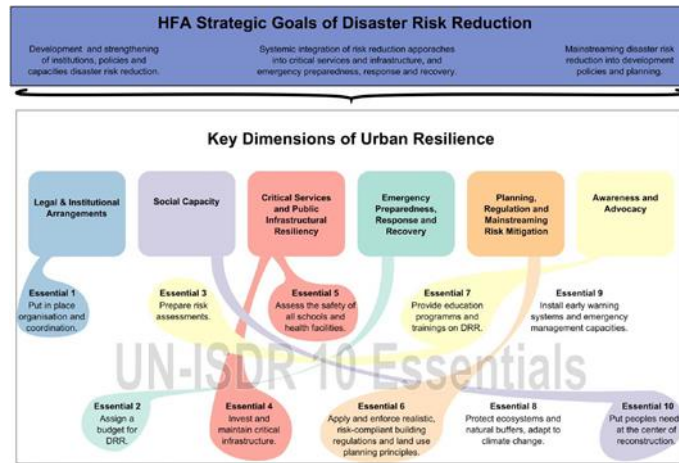 HFA Strategic Goals of Disaster Risk Reduction
Development and strengthening
of institutions, policies and
capacities disaster risk reduction.
Systemic integration of risk reduction apporsches
into critical services and infrastructure, and
emergency preparedness, response and recovery.
Mainstreaming disaster risk
reduction into development
policies and planning.
Key Dimensions of Urban Resilience
Legal & Institutional
Arrangements
Social Capacity
Critical Services
and Public
Infrastructural
Resiliency
Emergency
Preparedness,
Response and
Recovery
Planning,
Regulation and
Mainstreaming
Risk Mitigation
Awareness and
Advocacy
Essential 1
Put in place
organisation and
coordination.
Essential 3
Prepare risk
assessments.
Essential 5
Assess the safety of
all schools and
health facilities.
Essential 7
Provide education
programms and
trainings on DRR.
Essential 9
Install early warning
systems and emergency
management capacities.
UN-ISDR 10 Essentials
Essential 2
Assign a
budget for
DRR.
Essential 4
Invest and
maintain critical
infrastructure.
Essential 6
Apply and enforce realistic,
risk-compliant building
regulations and land use
planning principles.
Essential 8
Protect ecosystems and
natural buffers, adapt to
climate change.
Essential 10
Put peoples need
at the center of
reconstruction.